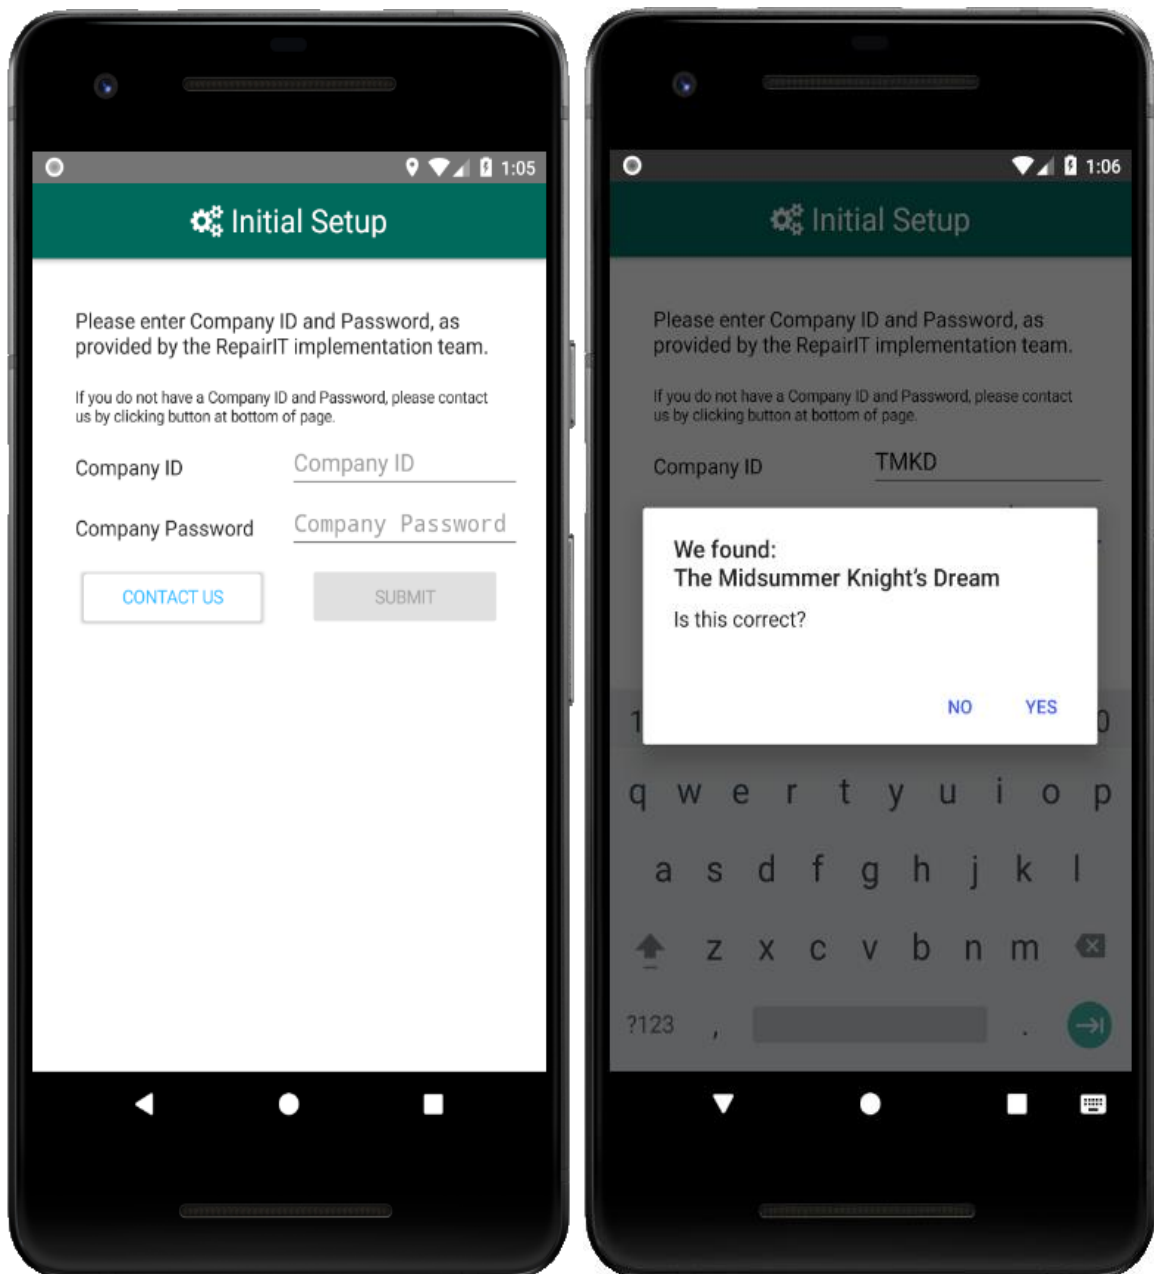 1:05
Initial Setup
Please enter Company ID and Password, as
provided by the RepairIT implementation team.
If you do not have a Company ID and Password, please contact
us by clicking button at bottom of page.
Company ID Company ID
Company Password Company Password
CONTACT US SUBMIT
1:06
Initial Setup
Please enter Company ID and Password, as
provided by the RepairIT implementation team.
If you do not have a Company ID and Password, please contact
us by clicking button at bottom of page.
Company ID TMKD
We found:
The Midsummer Knight's Dream
Is this correct?
NO YES
1 0
q w e r t y u i o p
a s d f g h j k l
z x c v b n m
?123 , .